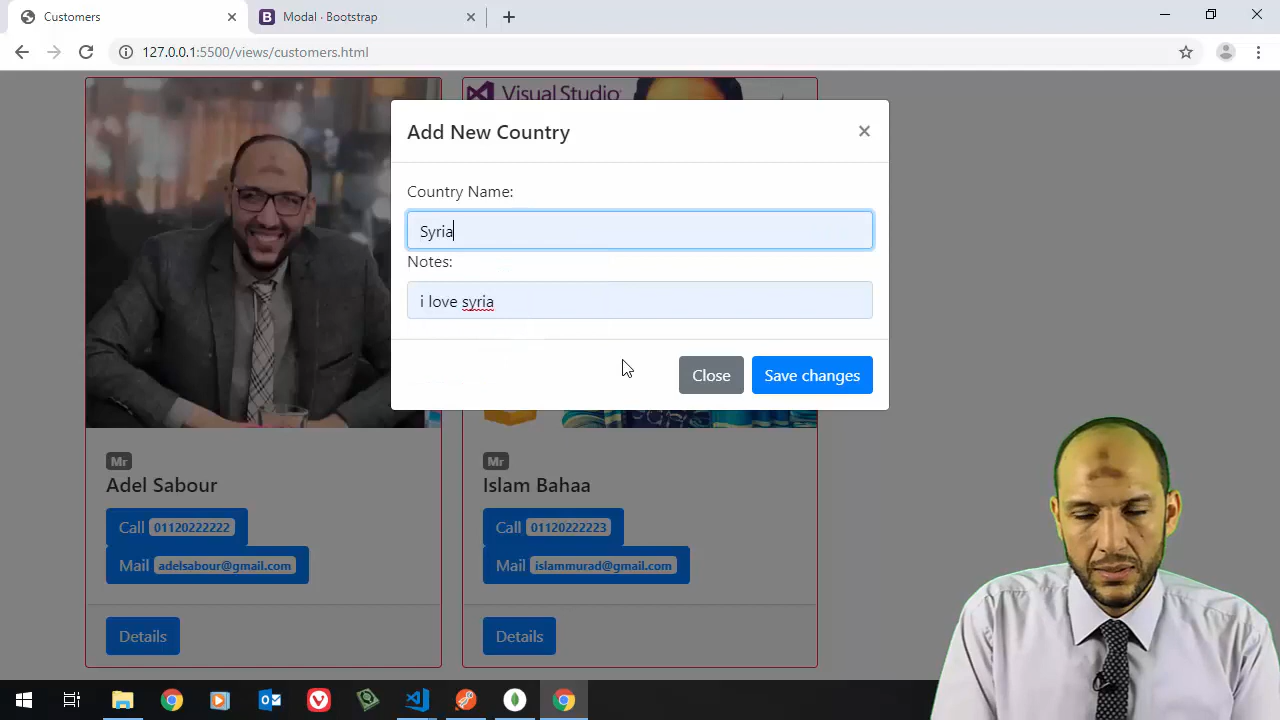 Customers
Modal · Bootstrap
127.0.0.1:5500/views/customers.html
Visual Studio
Add New Country
×
Country Name:
Syria
Notes:
i love syria
Close
Save changes
Mr
Adel Sabour
Call 01120222222
Mail adelsabour@gmail.com
Details
Mr
Islam Bahaa
Call 01120222223
Mail islammurad@gmail.com
Details